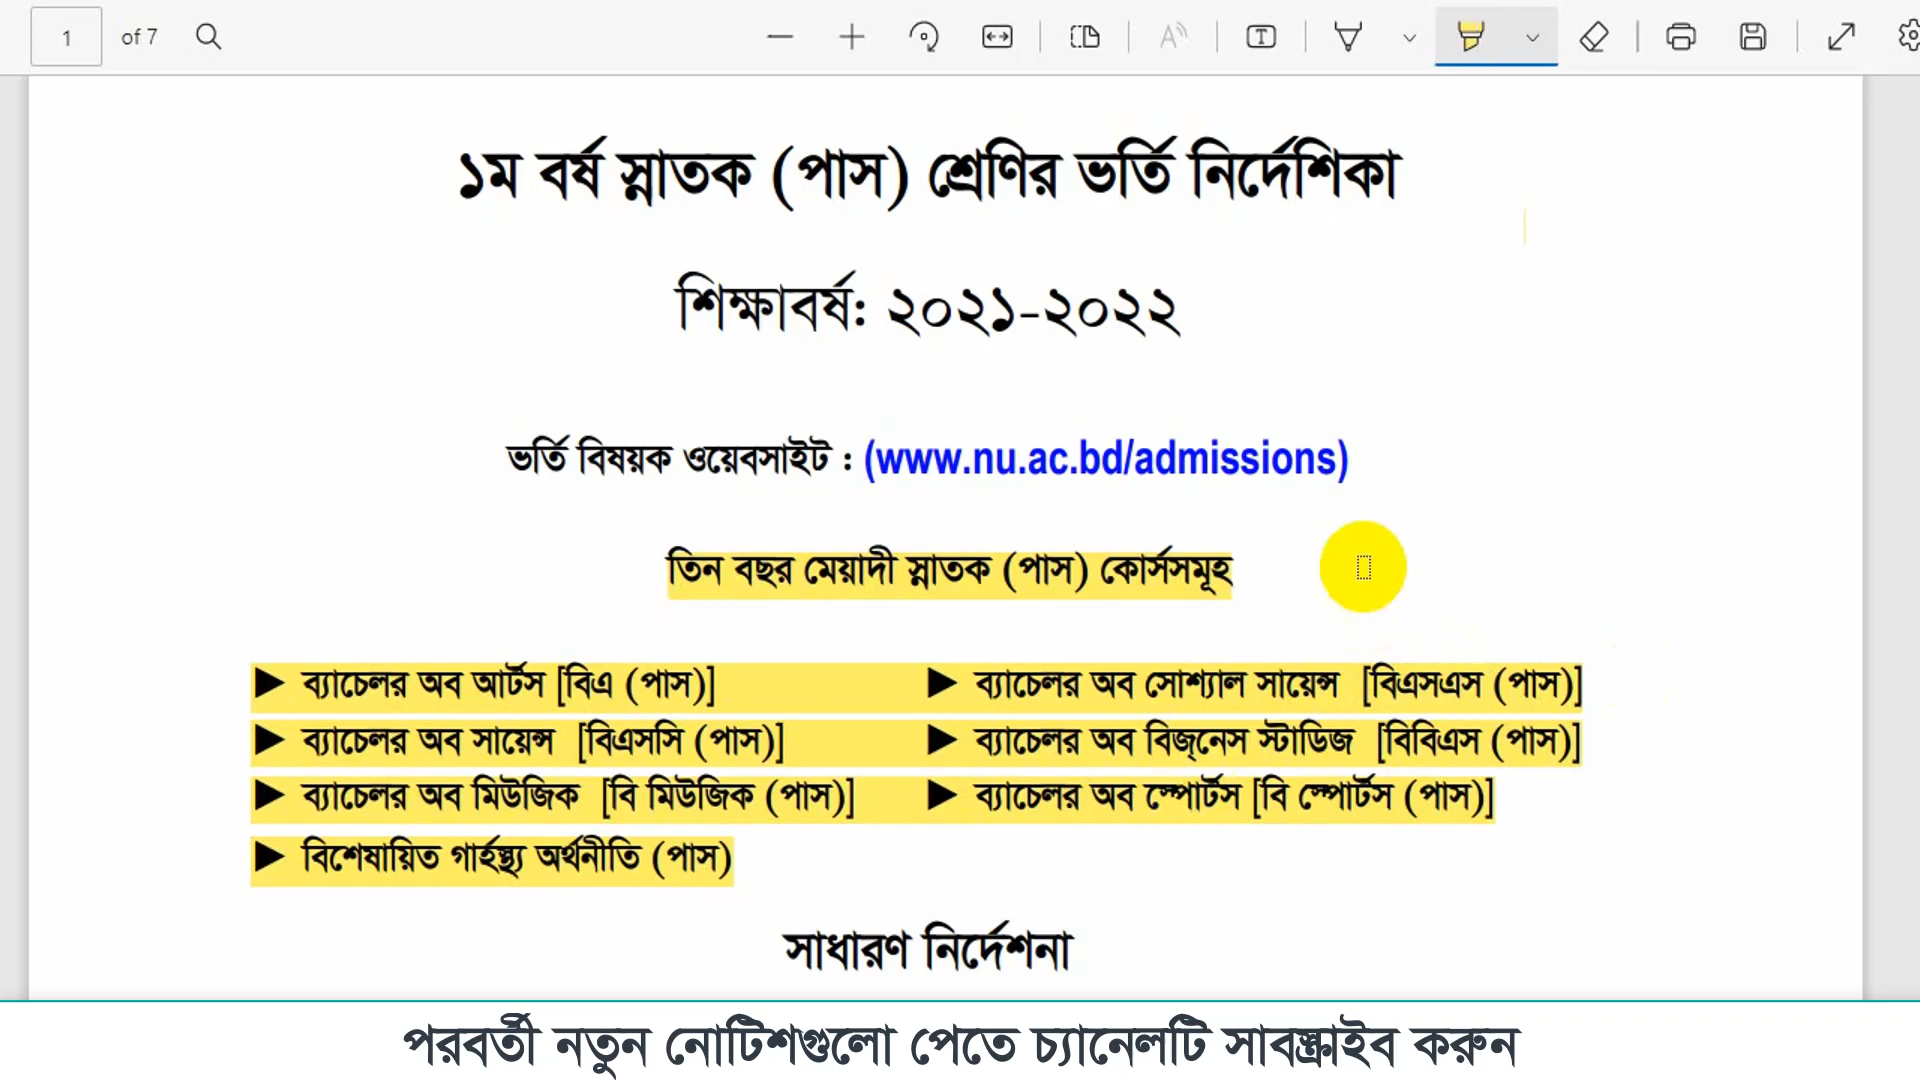 1 of 7
১ম বর্ষ স্নাতক (পাস) শ্রেণির ভর্তি নির্দেশিকা
শিক্ষাবর্ষ: ২০২১-২০২২
ভর্তি বিষয়ক ওয়েবসাইট : (www.nu.ac.bd/admissions)
তিন বছর মেয়াদী স্নাতক (পাস) কোর্সসমূহ
▶ ব্যাচেলর অব আর্টস [বিএ (পাস)] ▶ ব্যাচেলর অব সোশ্যাল সায়েন্স [বিএসএস (পাস)]
▶ ব্যাচেলর অব সায়েন্স [বিএসসি (পাস)] ▶ ব্যাচেলর অব বিজ্‌নেস স্টাডিজ [বিবিএস (পাস)]
▶ ব্যাচেলর অব মিউজিক [বি মিউজিক (পাস)] ▶ ব্যাচেলর অব স্পোর্টস [বি স্পোর্টস (পাস)]
▶ বিশেষায়িত গার্হস্থ্য অর্থনীতি (পাস)
সাধারণ নির্দেশনা
পরবর্তী নতুন নোটিশগুলো পেতে চ্যানেলটি সাবস্ক্রাইব করুন